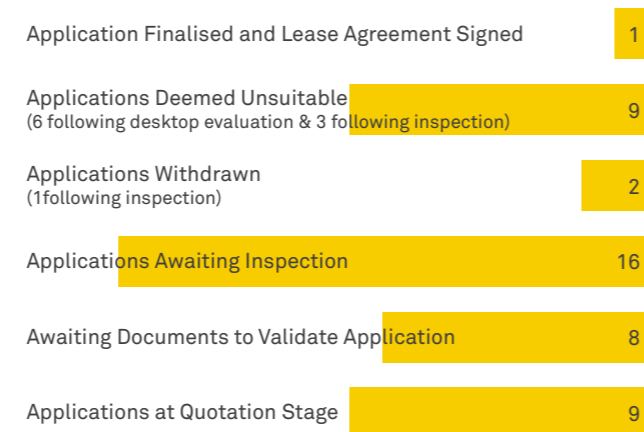 Application Finalised and Lease Agreement Signed 1
Applications Deemed Unsuitable
(6 following desktop evaluation & 3 following inspection) 9
Applications Withdrawn
(1following inspection) 2
Applications Awaiting Inspection 16
Awaiting Documents to Validate Application 8
Applications at Quotation Stage 9